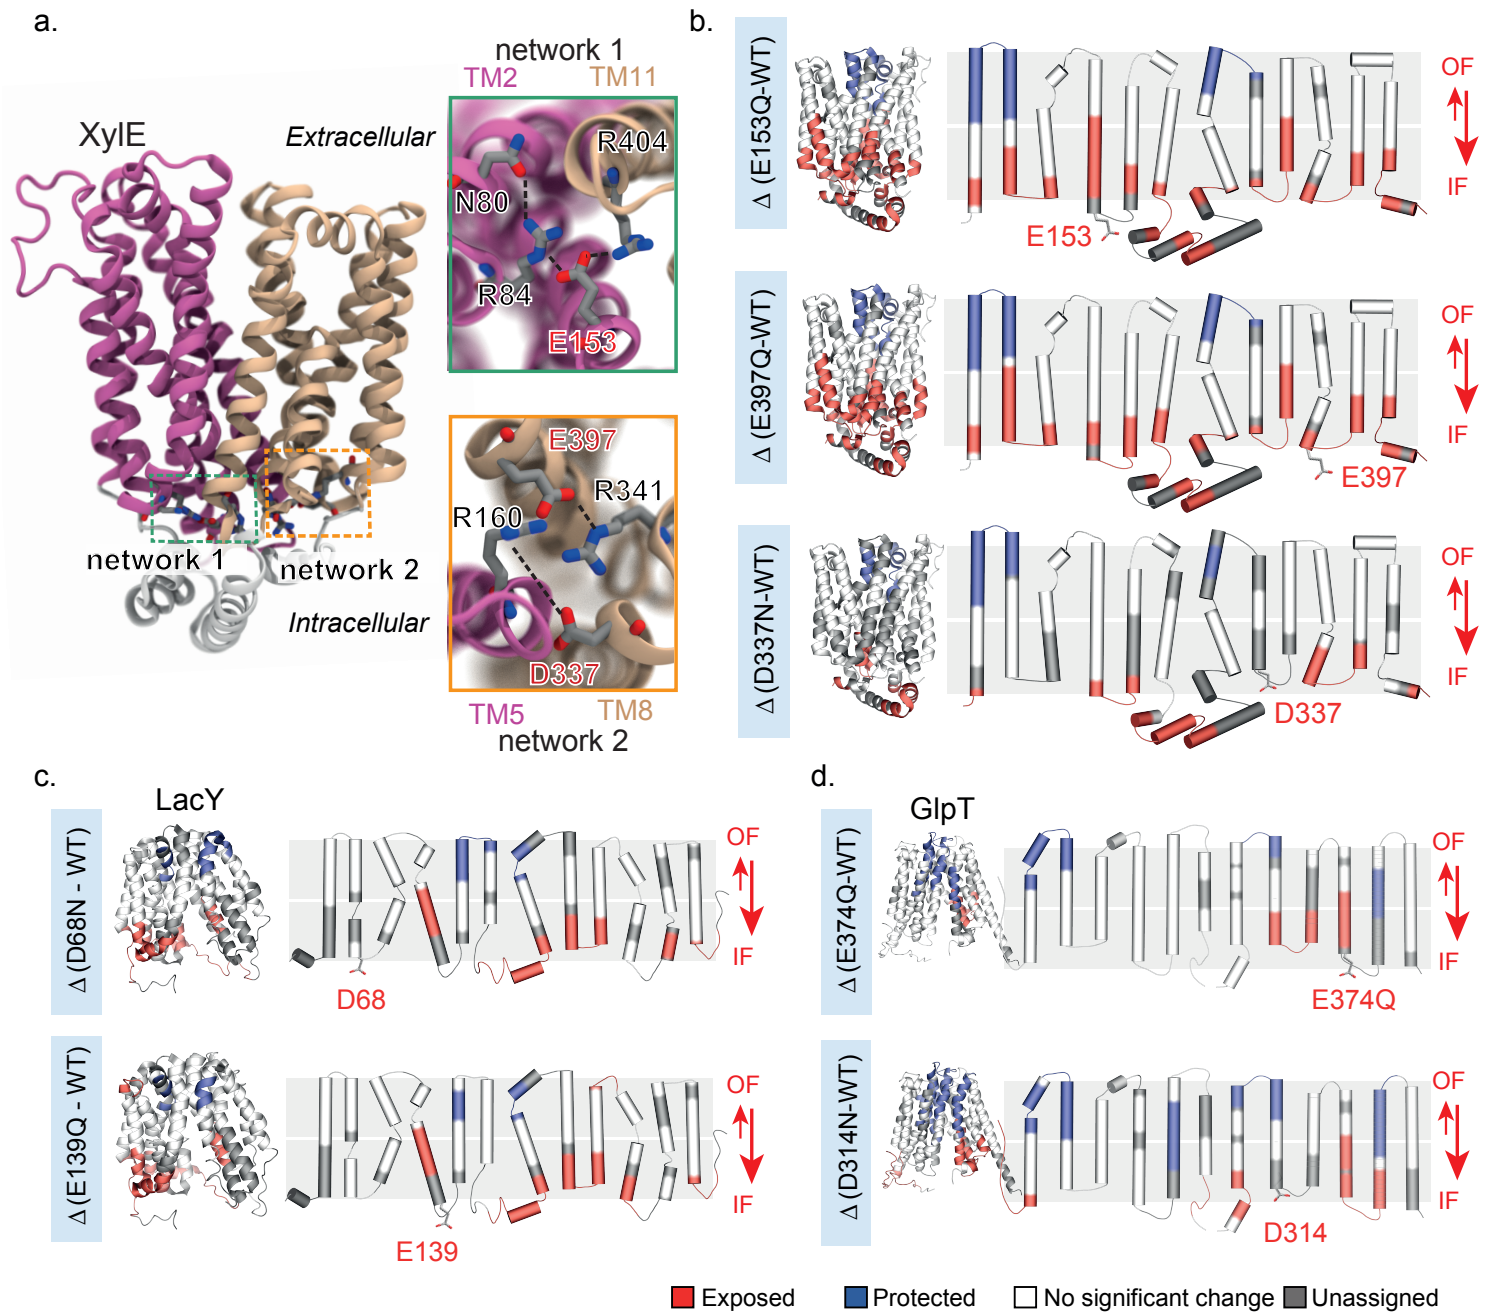 a.
network 1
TM2
TM11
XylE
Extracellular
R404
N80
R84
E153
E397
R341
R160
D337
network 1
network 2
Intracellular
TM5
TM8
network 2
b.
Δ (E153Q-WT)
OF
IF
E153
Δ (E397Q-WT)
OF
IF
E397
Δ (D337N-WT)
OF
IF
D337
c.
LacY
Δ (D68N - WT)
OF
IF
D68
Δ (E139Q - WT)
OF
IF
E139
d.
GlpT
Δ (E374Q-WT)
OF
IF
E374Q
Δ (D314N-WT)
OF
IF
D314
Exposed
Protected
No significant change
Unassigned